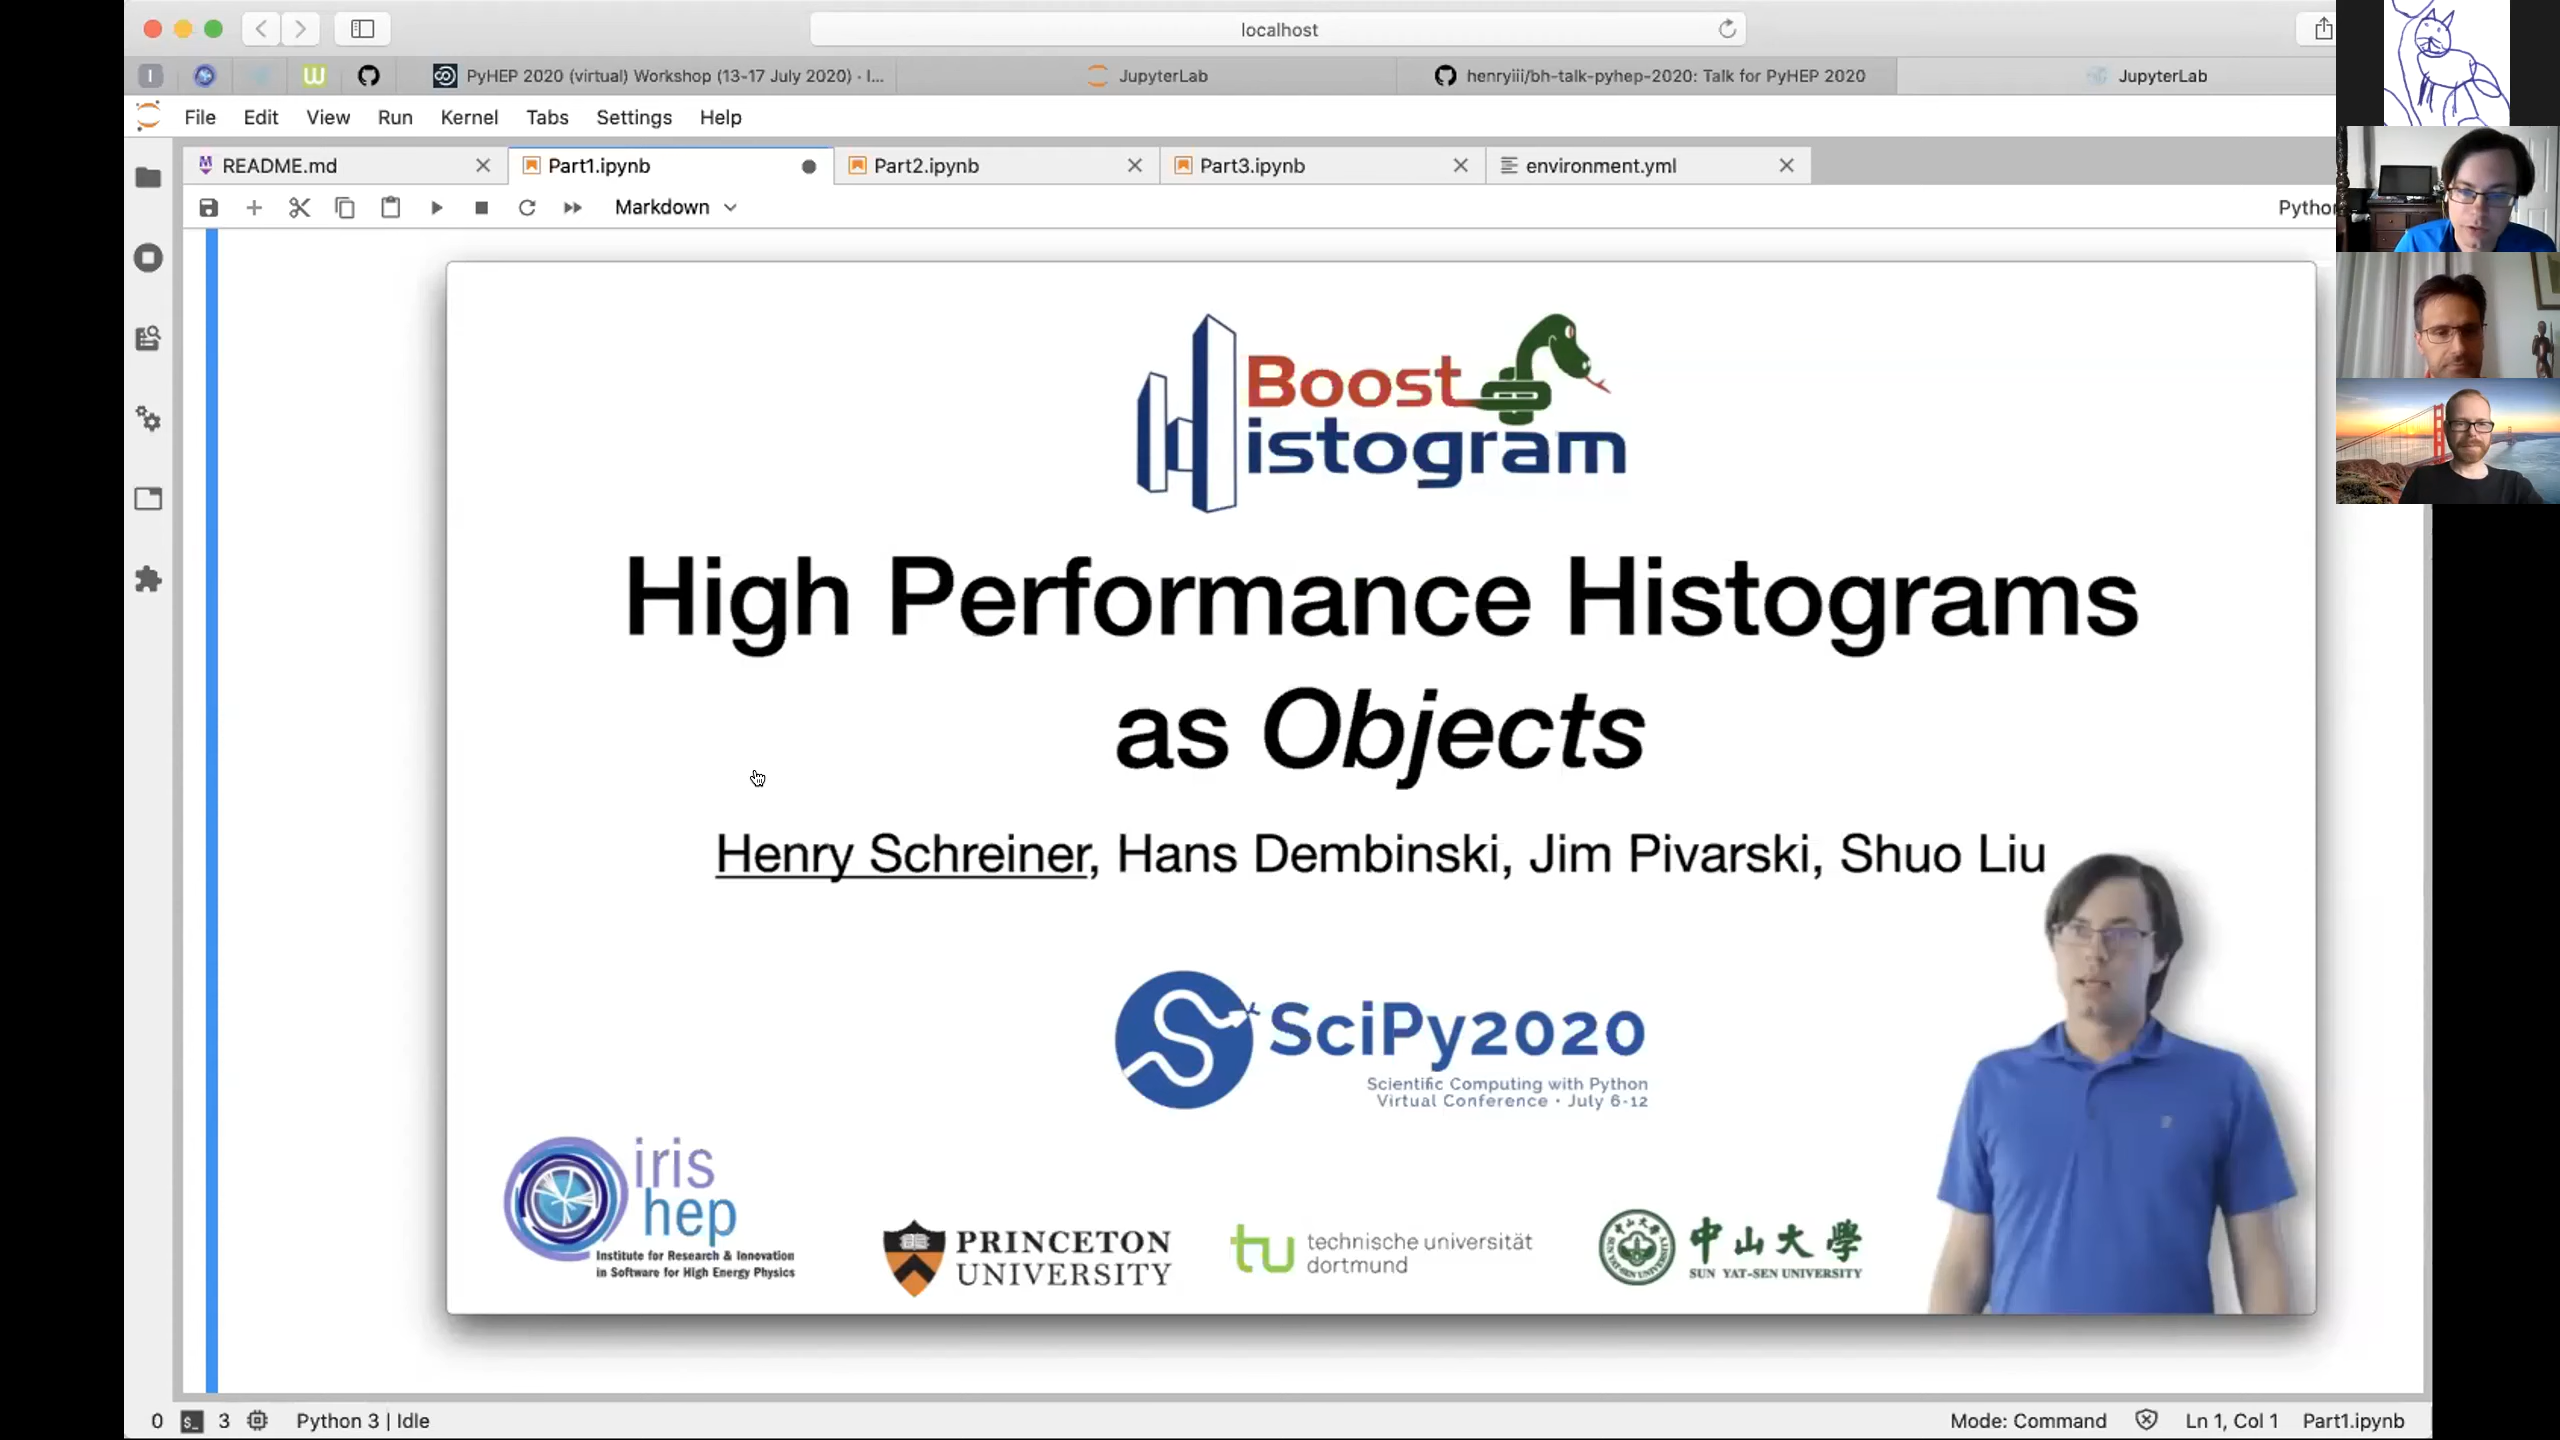 localhost
PyHEP 2020 (virtual) Workshop (13-17 July 2020) · I...
JupyterLab
henryiii/bh-talk-pyhep-2020: Talk for PyHEP 2020
JupyterLab
File Edit View Run Kernel Tabs Settings Help
README.md
Part1.ipynb
Part2.ipynb
Part3.ipynb
environment.yml
Markdown
Python
Boost
Histogram
High Performance Histograms
as Objects
Henry Schreiner, Hans Dembinski, Jim Pivarski, Shuo Liu
SciPy2020
Scientific Computing with Python
Virtual Conference • July 6-12
iris
hep
Institute for Research & Innovation
in Software for High Energy Physics
PRINCETON
UNIVERSITY
tu technische universität
dortmund
中山大學
SUN YAT-SEN UNIVERSITY
0 $_ 3 Python 3 | Idle
Mode: Command Ln 1, Col 1 Part1.ipynb